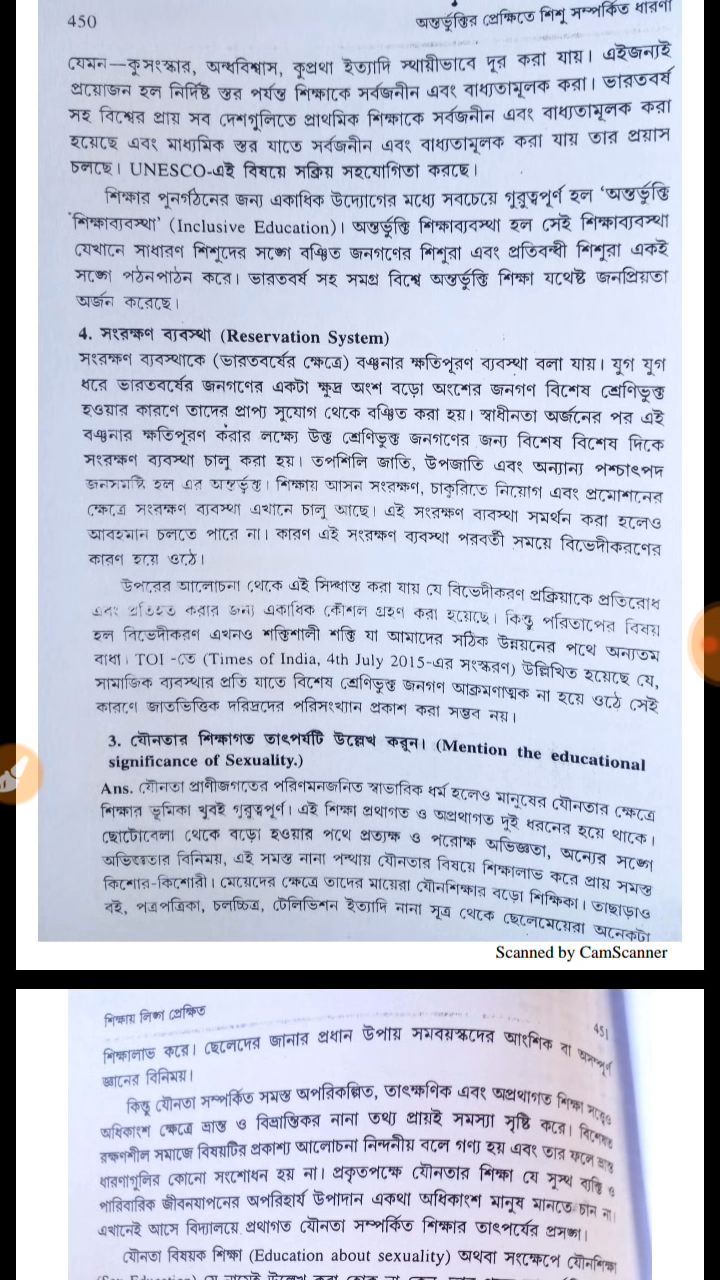 450
অন্তর্ভুক্তির প্রেক্ষিতে শিশু সম্পর্কিত ধারণা
যেমন—কুসংস্কার, অন্ধবিশ্বাস, কুপ্রথা ইত্যাদি স্থায়ীভাবে দূর করা যায়। এইজন্যই
প্রয়োজন হল নির্দিষ্ট স্তর পর্যন্ত শিক্ষাকে সর্বজনীন এবং বাধ্যতামূলক করা। ভারতবর্ষ
সহ বিশ্বের প্রায় সব দেশগুলিতে প্রাথমিক শিক্ষাকে সর্বজনীন এবং বাধ্যতামূলক করা
হয়েছে এবং মাধ্যমিক স্তর যাতে সর্বজনীন এবং বাধ্যতামূলক করা যায় তার প্রয়াস
চলছে। UNESCO-এই বিষয়ে সক্রিয় সহযোগিতা করছে।
শিক্ষার পুনর্গঠনের জন্য একাধিক উদ্যোগের মধ্যে সবচেয়ে গুরুত্বপূর্ণ হল ‘অন্তর্ভুক্তি
‘শিক্ষাব্যবস্থা’ (Inclusive Education)। অন্তর্ভুক্তি শিক্ষাব্যবস্থা হল সেই শিক্ষাব্যবস্থা
যেখানে সাধারণ শিশুদের সঙ্গে বঞ্চিত জনগণের শিশুরা এবং প্রতিবন্ধী শিশুরা একই
সঙ্গে পঠনপাঠন করে। ভারতবর্ষ সহ সমগ্র বিশ্বে অন্তর্ভুক্তি শিক্ষা যথেষ্ট জনপ্রিয়তা
অর্জন করেছে।
4. সংরক্ষণ ব্যবস্থা (Reservation System)
সংরক্ষণ ব্যবস্থাকে (ভারতবর্ষের ক্ষেত্রে) বঞ্চনার ক্ষতিপূরণ ব্যবস্থা বলা যায়। যুগ যুগ
ধরে ভারতবর্ষের জনগণের একটা ক্ষুদ্র অংশ বড়ো অংশের জনগণ বিশেষ শ্রেণিভুক্ত
হওয়ার কারণে তাদের প্রাপ্য সুযোগ থেকে বঞ্চিত করা হয়। স্বাধীনতা অর্জনের পর এই
বঞ্চনার ক্ষতিপূরণ করার লক্ষ্যে উক্ত শ্রেণিভুক্ত জনগণের জন্য বিশেষ বিশেষ দিকে
সংরক্ষণ ব্যবস্থা চালু করা হয়। তপশিলি জাতি, উপজাতি এবং অন্যান্য পশ্চাৎপদ
জনসমষ্টি হল এর অন্তর্ভুক্ত। শিক্ষায় আসন সংরক্ষণ, চাকুরিতে নিয়োগ এবং প্রমোশনের
ক্ষেত্রে সংরক্ষণ ব্যবস্থা এখানে চালু আছে। এই সংরক্ষণ ব্যবস্থা সমর্থন করা হলেও
আবহমান চলতে পারে না। কারণ এই সংরক্ষণ ব্যবস্থা পরবর্তী সময়ে বিভেদীকরণের
কারণ হয়ে ওঠে।
উপরের আলোচনা থেকে এই সিদ্ধান্ত করা যায় যে বিভেদীকরণ প্রক্রিয়াকে প্রতিরোধ
এবং প্রতিহত করার জন্য একাধিক কৌশল গ্রহণ করা হয়েছে। কিন্তু পরিতাপের বিষয়
হল বিভেদীকরণ এখনও শক্তিশালী শক্তি যা আমাদের সঠিক উন্নয়নের পথে অন্যতম
বাধা। TOI -তে (Times of India, 4th July 2015-এর সংস্করণ) উল্লিখিত হয়েছে যে,
সামাজিক ব্যবস্থার প্রতি যাতে বিশেষ শ্রেণিভুক্ত জনগণ আক্রমণাত্মক না হয়ে ওঠে সেই
কারণে জাতভিত্তিক দরিদ্রদের পরিসংখ্যান প্রকাশ করা সম্ভব নয়।
3. যৌনতার শিক্ষাগত তাৎপর্যটি উল্লেখ করুন। (Mention the educational
significance of Sexuality.)
Ans. যৌনতা প্রাণীজগতের পরিণমনজনিত স্বাভাবিক ধর্ম হলেও মানুষের যৌনতার ক্ষেত্রে
শিক্ষার ভূমিকা খুবই গুরুত্বপূর্ণ। এই শিক্ষা প্রথাগত ও অপ্রথাগত দুই ধরনের হয়ে থাকে।
ছোটোবেলা থেকে বড়ো হওয়ার পথে প্রত্যক্ষ ও পরোক্ষ অভিজ্ঞতা, অন্যের সঙ্গে
অভিজ্ঞতার বিনিময়, এই সমস্ত নানা পন্থায় যৌনতার বিষয়ে শিক্ষালাভ করে প্রায় সমস্ত
কিশোর-কিশোরী। মেয়েদের ক্ষেত্রে তাদের মায়েরা যৌনশিক্ষার বড়ো শিক্ষিকা। তাছাড়াও
বই, পত্রপত্রিকা, চলচ্চিত্র, টেলিভিশন ইত্যাদি নানা সূত্র থেকে ছেলেমেয়েরা অনেকটা
Scanned by CamScanner
শিক্ষায় লিঙ্গ প্রেক্ষিত
451
শিক্ষালাভ করে। ছেলেদের জানার প্রধান উপায় সমবয়স্কদের আংশিক বা অসম্পূর্ণ
জ্ঞানের বিনিময়।
কিন্তু যৌনতা সম্পর্কিত সমস্ত অপরিকল্পিত, তাৎক্ষণিক এবং অপ্রথাগত শিক্ষা সত্ত্বেও
অধিকাংশ ক্ষেত্রে ভ্রান্ত ও বিভ্রান্তিকর নানা তথ্য প্রায়ই সমস্যা সৃষ্টি করে। বিশেষত
রক্ষণশীল সমাজে বিষয়টির প্রকাশ্য আলোচনা নিন্দনীয় বলে গণ্য হয় এবং তার ফলে ভ্রান্ত
ধারণাগুলির কোনো সংশোধন হয় না। প্রকৃতপক্ষে যৌনতার শিক্ষা যে সুস্থ ব্যক্তি ও
পারিবারিক জীবনযাপনের অপরিহার্য উপাদান একথা অধিকাংশ মানুষ মানতে চান না।
এখানেই আসে বিদ্যালয়ে প্রথাগত যৌনতা সম্পর্কিত শিক্ষার তাৎপর্যের প্রসঙ্গ।
যৌনতা বিষয়ক শিক্ষা (Education about sexuality) অথবা সংক্ষেপে যৌনশিক্ষা